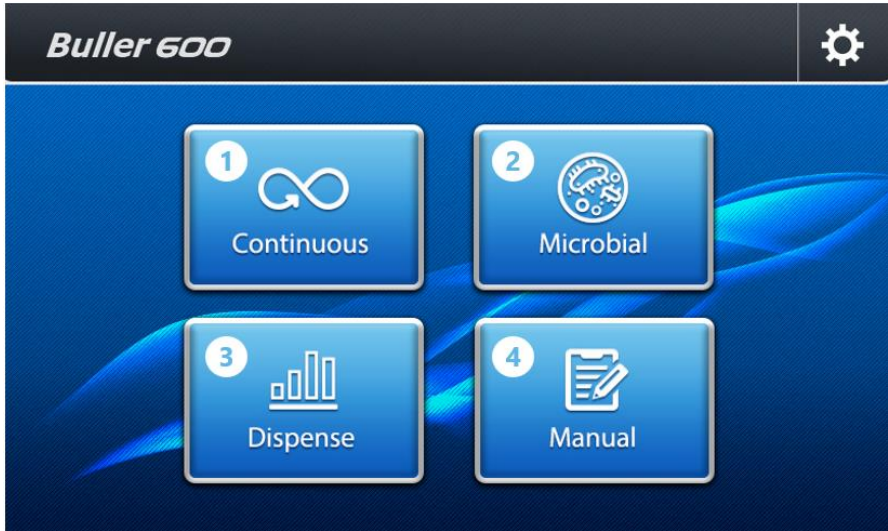 Buller 600
1
Continuous
2
Microbial
3
Dispense
4
Manual